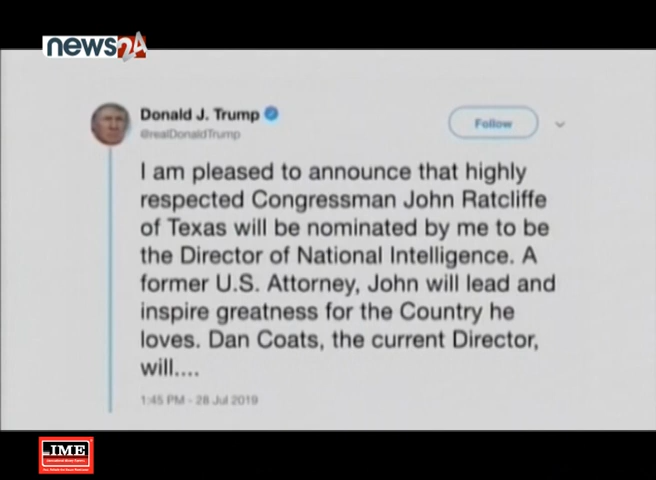 news24
Donald J. Trump
@realDonaldTrump
Follow
I am pleased to announce that highly
respected Congressman John Ratcliffe
of Texas will be nominated by me to be
the Director of National Intelligence. A
former U.S. Attorney, John will lead and
inspire greatness for the Country he
loves. Dan Coats, the current Director,
will....
1:45 PM - 28 Jul 2019
IME